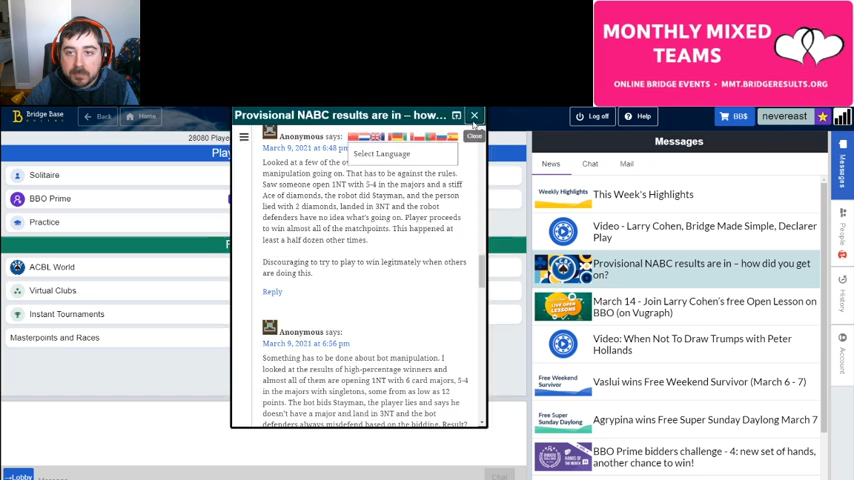 MONTHLY MIXED
TEAMS
ONLINE BRIDGE EVENTS • MMT.BRIDGERESULTS.ORG
Bridge Base
Back
Home
Provisional NABC results are in – how...
Close
Log off
Help
BB$
nevereast
28080 Player
Play
Solitaire
BBO Prime
Practice
F
ACBL World
Virtual Clubs
Instant Tournaments
Masterpoints and Races
Anonymous says:
March 9, 2021 at 6:48 p
Select Language
Looked at a few of the
manipulation going on. That has to be against the rules.
Saw someone open 1NT with 5-4 in the majors and a stiff
Ace of diamonds, the robot did Stayman, and the person
lied with 2 diamonds, landed in 3NT and the robot
defenders have no idea what's going on. Player proceeds
to win almost all of the matchpoints. This happened at
least a half dozen other times.
Discouraging to try to play to win legitmately when others
are doing this.
Reply
Anonymous says:
March 9, 2021 at 6:56 pm
Something has to be done about bot manipulation. I
looked at the results of high-percentage winners and
almost all of them are opening 1NT with 6 card majors, 5-4
in the majors with singletons, some from as low as 12
points. The bot bids Stayman, the player lies and says he
doesn't have a major and land in 3NT and the bot
defenders always misdefend based on the bidding. Result?
Messages
News
Chat
Mail
Weekly Highlights
This Week's Highlights
Video - Larry Cohen, Bridge Made Simple, Declarer
Play
Provisional NABC results are in – how did you get
on?
LIVE OPEN
LESSONS
March 14 - Join Larry Cohen's free Open Lesson on
BBO (on Vugraph)
Video: When Not To Draw Trumps with Peter
Hollands
Free Weekend
Survivor
Vaslui wins Free Weekend Survivor (March 6 - 7)
Free Super
Sunday Daylong
Agrypina wins Free Super Sunday Daylong March 7
BBO Prime bidders challenge - 4: new set of hands,
another chance to win!
Messages
People
History
Account
Lobby
Message
Chat